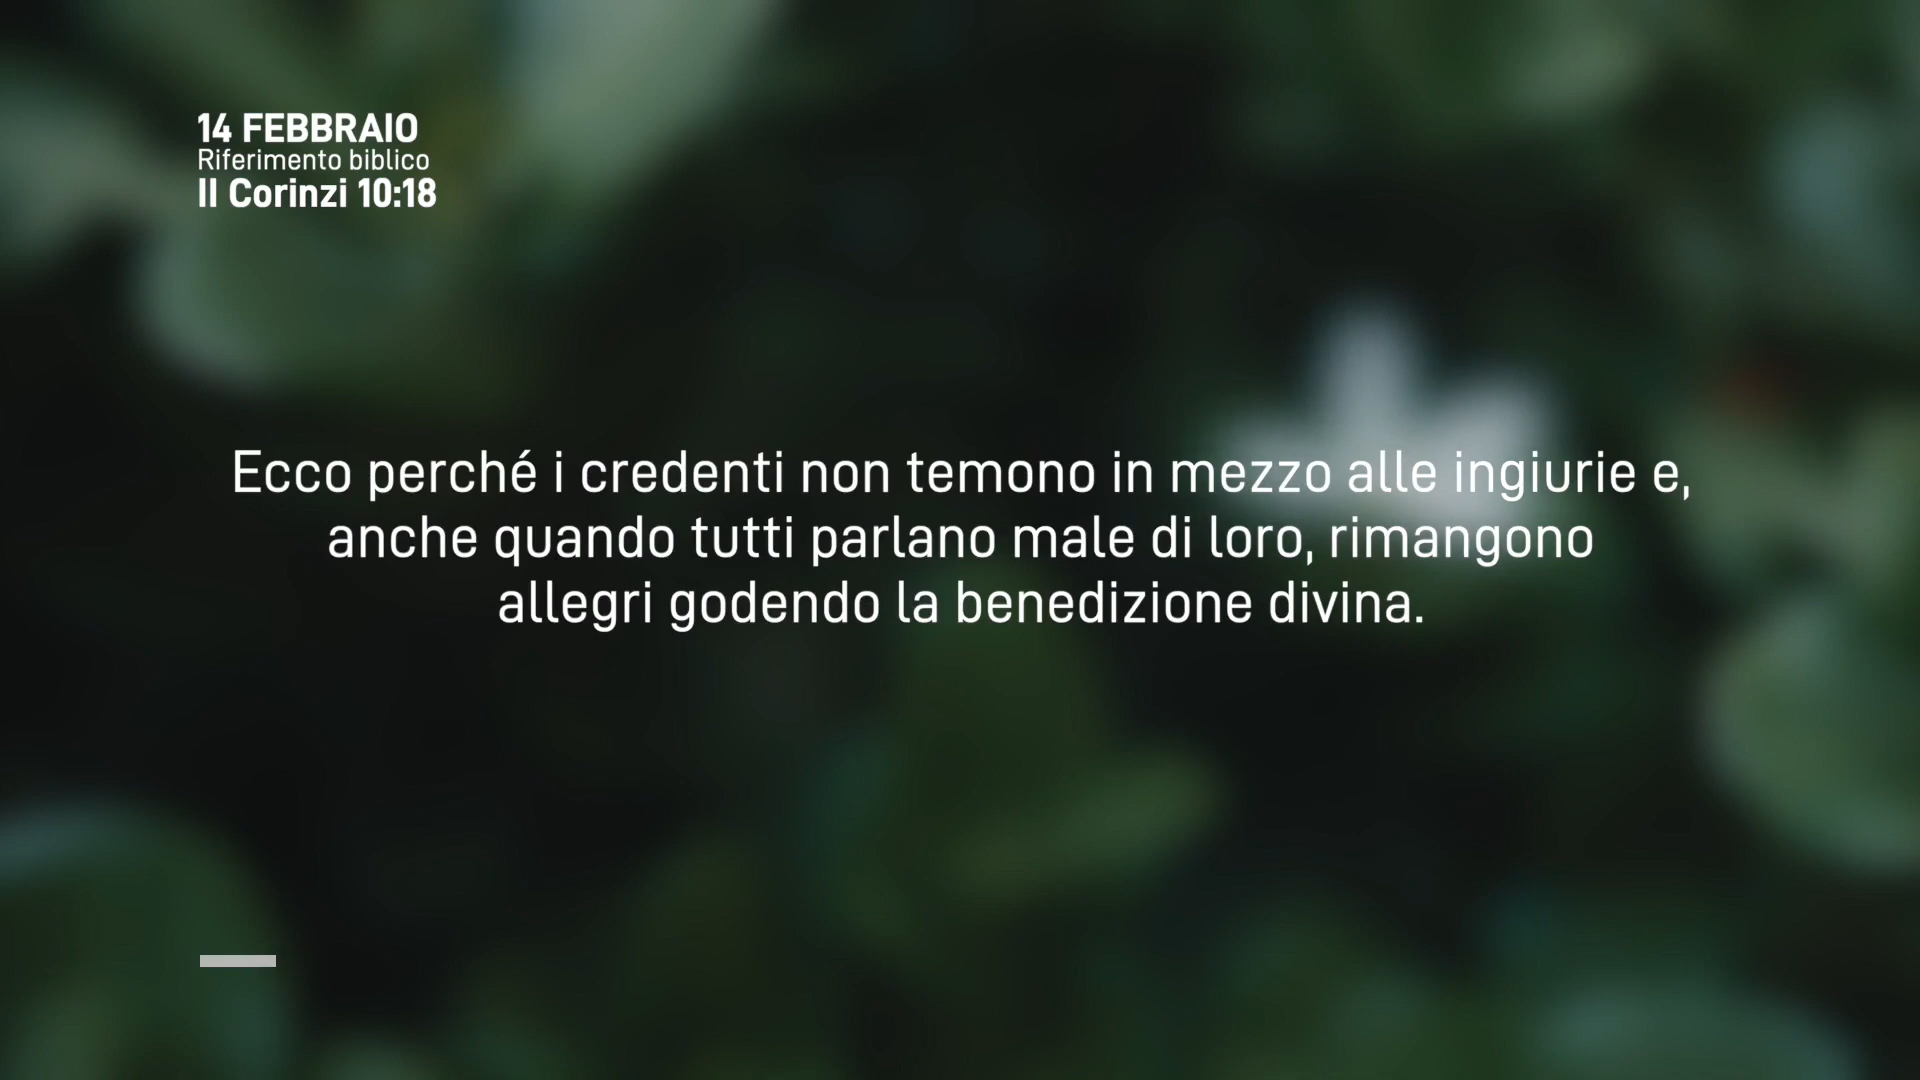 14 FEBBRAIO
Riferimento biblico
II Corinzi 10:18
Ecco perché i credenti non temono in mezzo alle ingiurie e,
anche quando tutti parlano male di loro, rimangono
allegri godendo la benedizione divina.